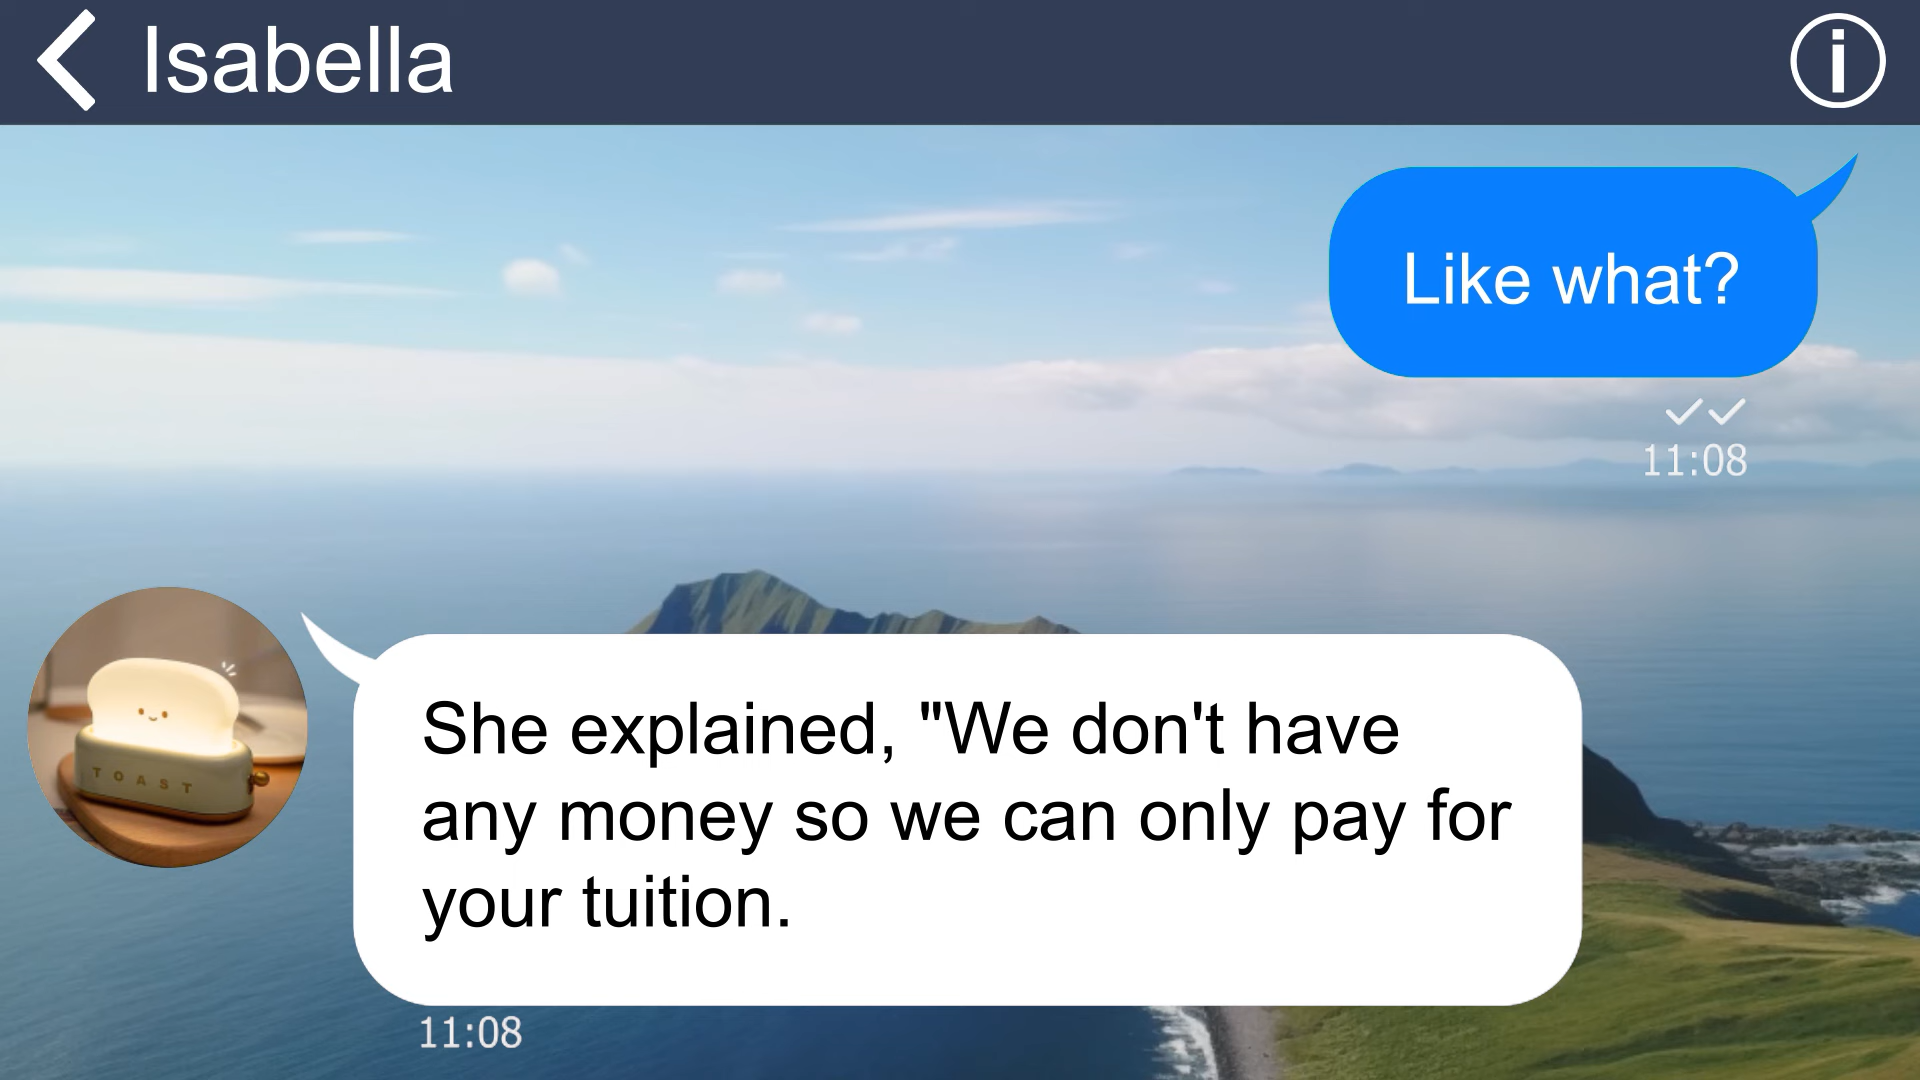 Isabella
Like what?
11:08
TOAST
She explained, "We don't have
any money so we can only pay for
your tuition.
11:08